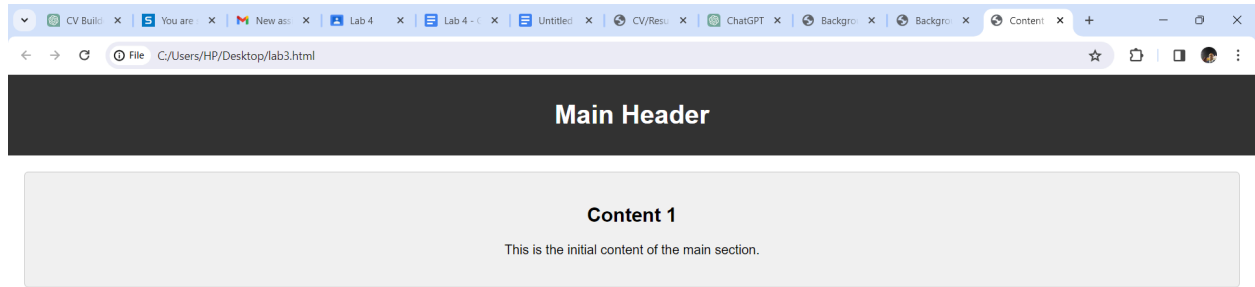 CV Build
You are
New ass
Lab 4
Lab 4 -
Untitled
CV/Resu
ChatGPT
Backgro
Backgro
Content
File C:/Users/HP/Desktop/lab3.html
Main Header
Content 1
This is the initial content of the main section.